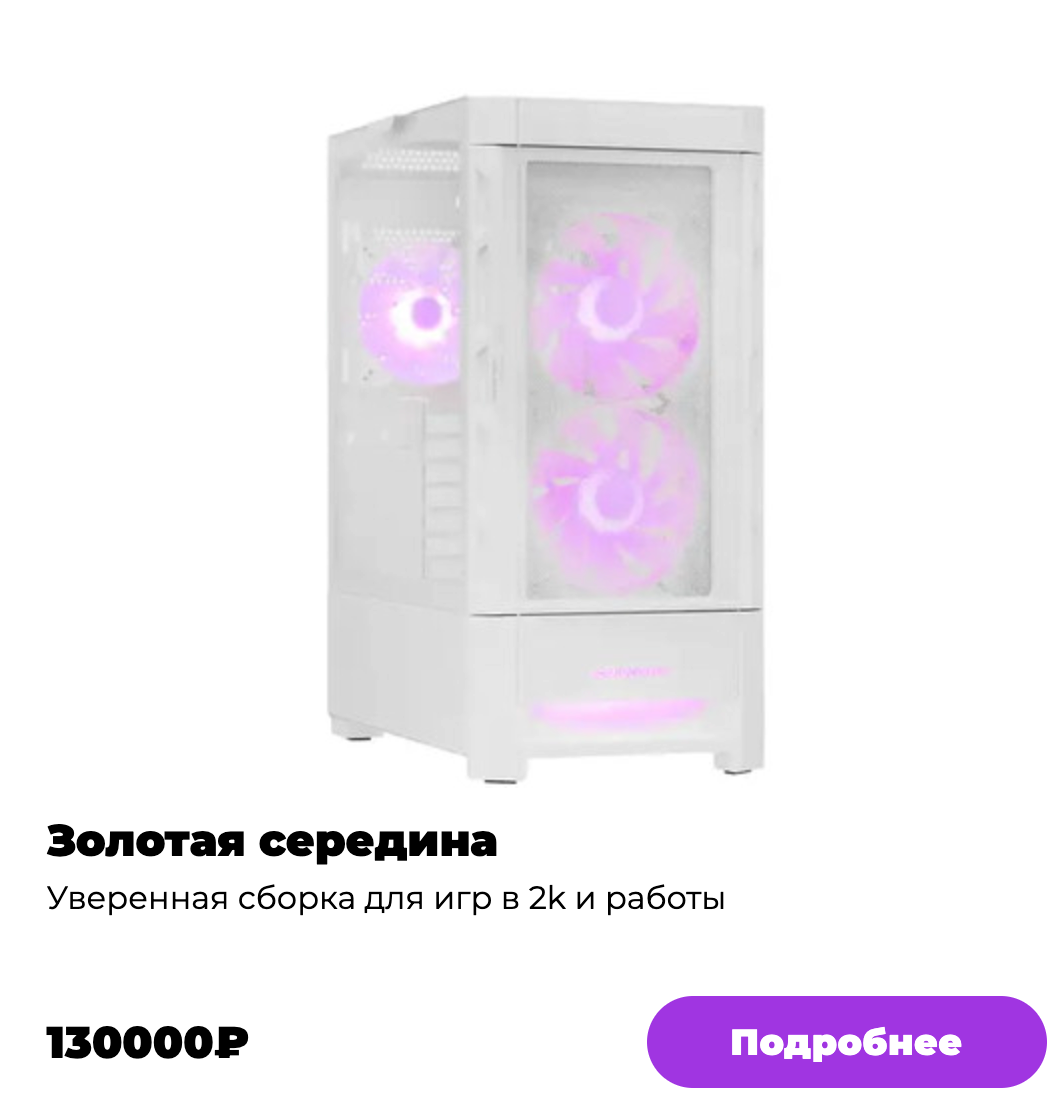 Золотая середина
Уверенная сборка для игр в 2k и работы
130000₽
Подробнее